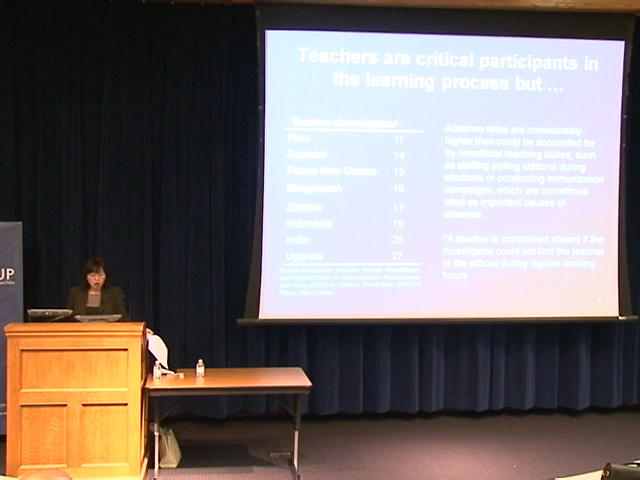 Teachers are critical participants in
the learning process but ...
Teacher absenteeism*
Peru 11
Ecuador 14
Papua New Guinea 15
Bangladesh 16
Zambia 17
Indonesia 19
India 25
Uganda 27
Absence rates are considerably
higher than could be accounted for
by nonofficial teaching duties, such
as staffing polling stations during
elections or conducting immunization
campaigns, which are sometimes
cited as important causes of
absence.
*A teacher is considered absent if the
investigator could not find the teacher
in the school during regular working
hours.
UP